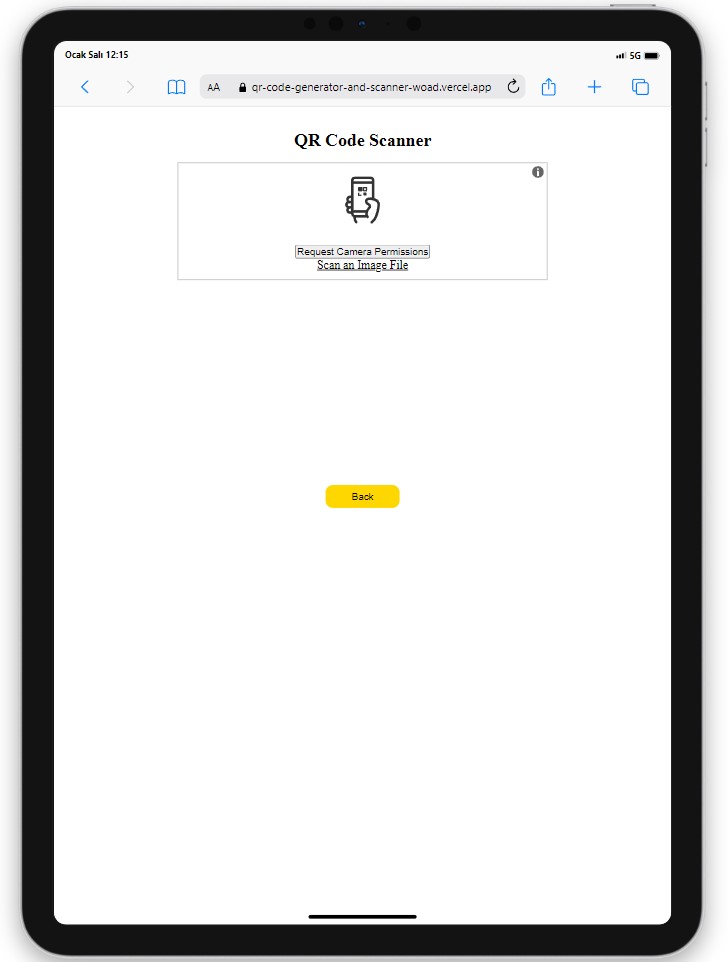 Ocak Salı 12:15
5G
AA qr-code-generator-and-scanner-woad.vercel.app
QR Code Scanner
Request Camera Permissions
Scan an Image File
Back